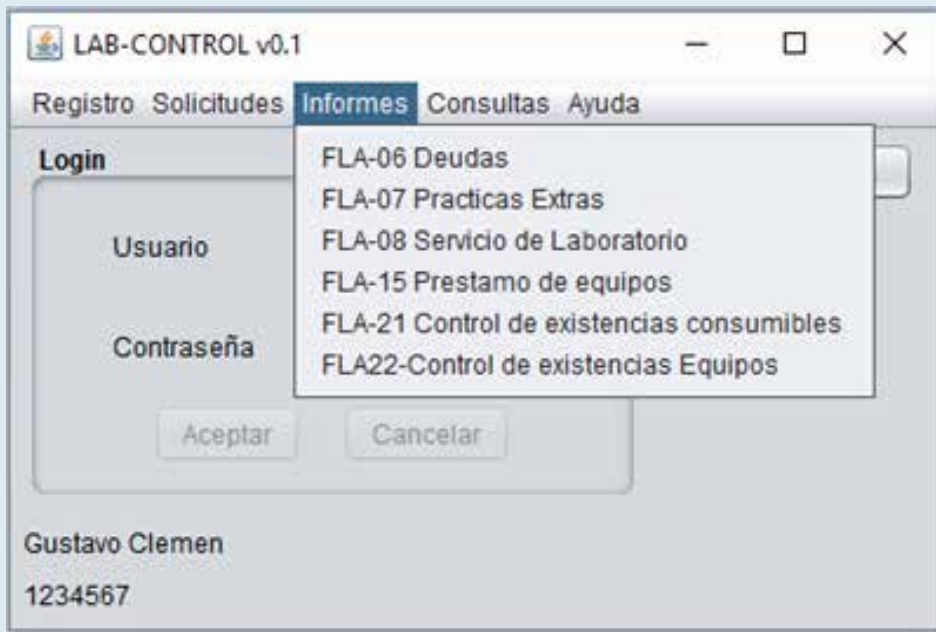 LAB-CONTROL v0.1
Registro Solicitudes Informes Consultas Ayuda
Login
FLA-06 Deudas
FLA-07 Practicas Extras
FLA-08 Servicio de Laboratorio
FLA-15 Prestamo de equipos
FLA-21 Control de existencias consumibles
FLA22-Control de existencias Equipos
Usuario
Contraseña
Aceptar Cancelar
Gustavo Clemen
1234567